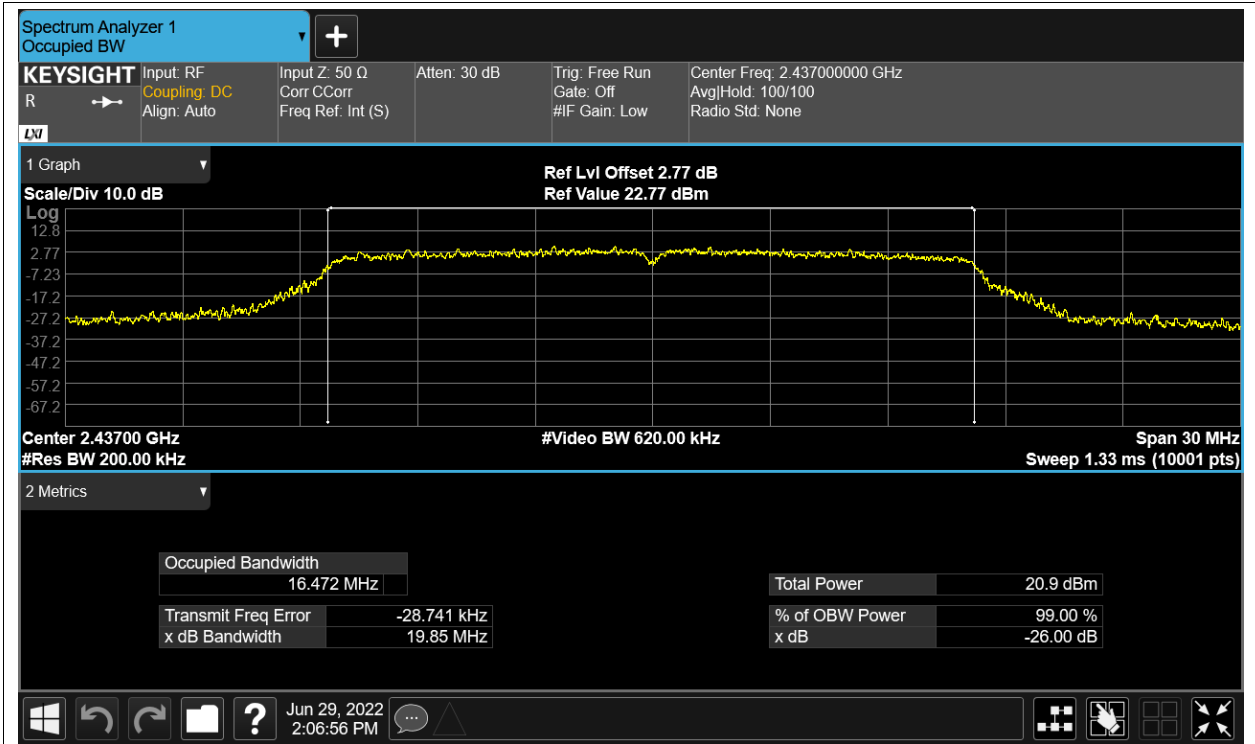 Spectrum Analyzer 1
Occupied BW
KEYSIGHT
R
LXI
Input: RF
Coupling: DC
Align: Auto
Input Z: 50 Ω
Corr CCorr
Freq Ref: Int (S)
Atten: 30 dB
Trig: Free Run
Gate: Off
#IF Gain: Low
Center Freq: 2.437000000 GHz
Avg|Hold: 100/100
Radio Std: None
1 Graph
Ref Lvl Offset 2.77 dB
Scale/Div 10.0 dB
Ref Value 22.77 dBm
Log
12.8
2.77
-7.23
-17.2
-27.2
-37.2
-47.2
-57.2
-67.2
Center 2.43700 GHz
#Video BW 620.00 kHz
Span 30 MHz
#Res BW 200.00 kHz
Sweep 1.33 ms (10001 pts)
2 Metrics
Occupied Bandwidth
16.472 MHz
Transmit Freq Error -28.741 kHz
x dB Bandwidth 19.85 MHz
Total Power 20.9 dBm
% of OBW Power 99.00 %
x dB -26.00 dB
?
Jun 29, 2022
2:06:56 PM